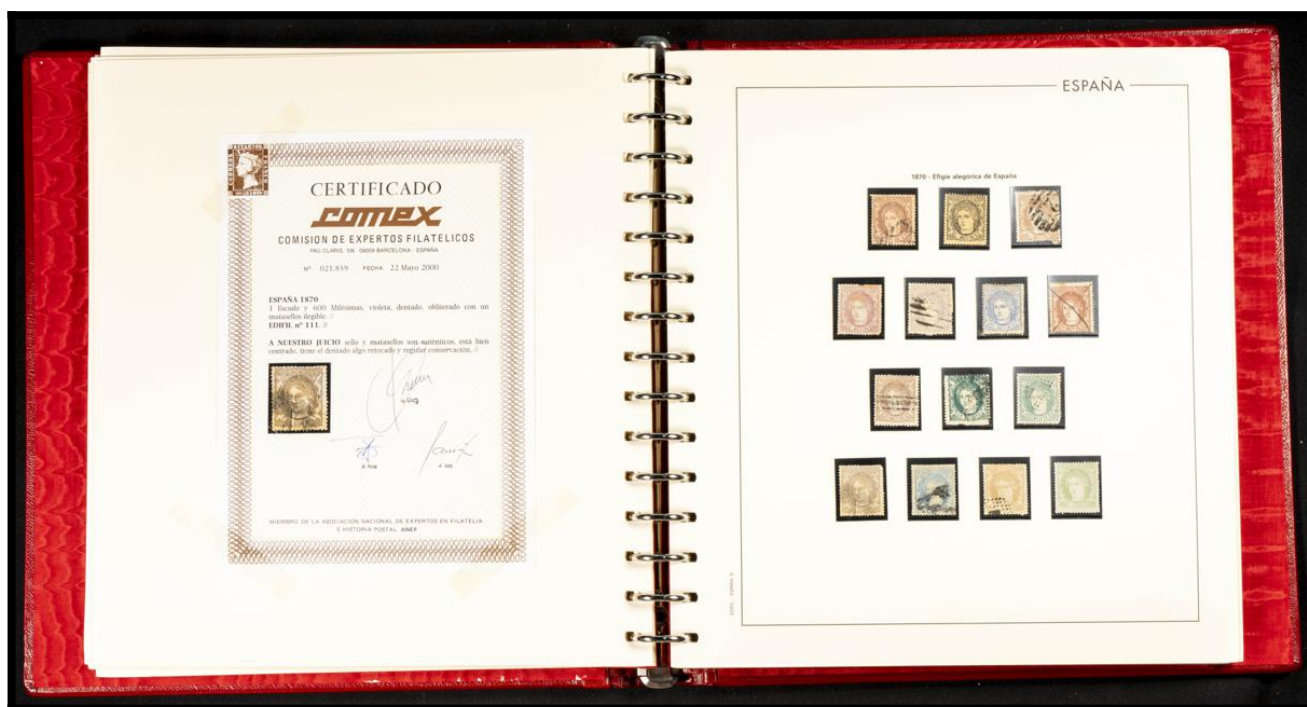 CERTIFICADO
comex
COMISION DE EXPERTOS FILATELICOS
PAU CLARIS, 108 08009 BARCELONA - ESPAÑA
Nº 021.859 FECHA 22 Mayo 2000
ESPAÑA 1870
1 Escudo y 600 Milésimas, violeta, dentado, obliterado con un
matasellos ilegible. //
EDIFIL nº 111. //
A NUESTRO JUICIO sello y matasellos son auténticos, está bien
centrado, tiene el dentado algo retocado y regular conservación. //
MIEMBRO DE LA ASOCIACION NACIONAL DE EXPERTOS EN FILATELIA
E HISTORIA POSTAL. ANEF
ESPAÑA
1870 - Efigie alegórica de España